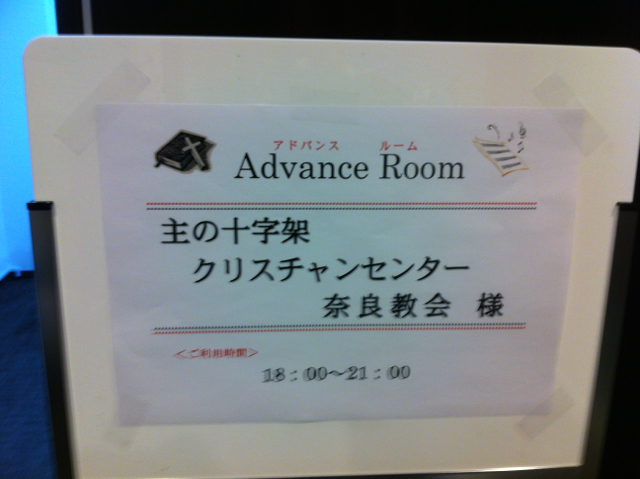 アドバンス ルーム
Advance Room
主の十字架
クリスチャンセンター
奈良教会 様
＜ご利用時間＞
18：00～21：00